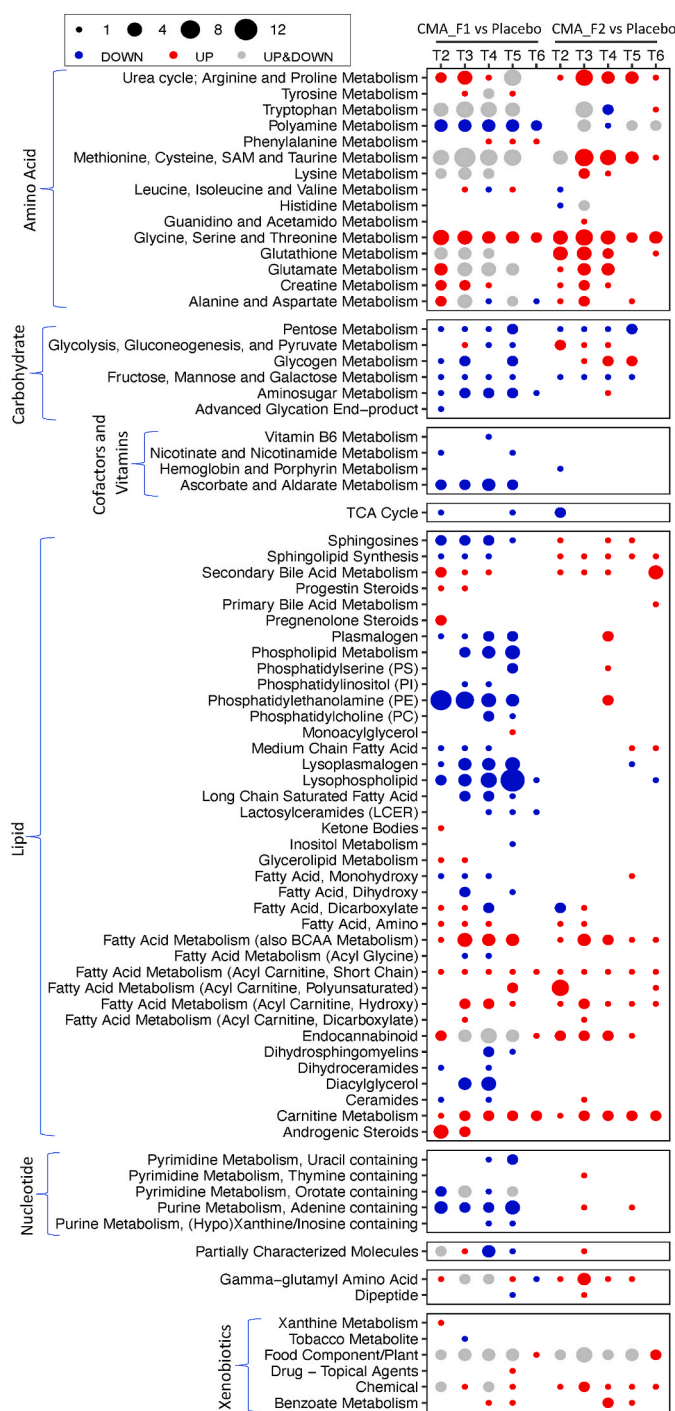 1 4 8 12
DOWN UP UP&DOWN
CMA_F1 vs Placebo CMA_F2 vs Placebo
T2 T3 T4 T5 T6 T2 T3 T4 T5 T6
Amino Acid
Urea cycle; Arginine and Proline Metabolism
Tyrosine Metabolism
Tryptophan Metabolism
Polyamine Metabolism
Phenylalanine Metabolism
Methionine, Cysteine, SAM and Taurine Metabolism
Lysine Metabolism
Leucine, Isoleucine and Valine Metabolism
Histidine Metabolism
Guanidino and Acetamido Metabolism
Glycine, Serine and Threonine Metabolism
Glutathione Metabolism
Glutamate Metabolism
Creatine Metabolism
Alanine and Aspartate Metabolism
Carbohydrate
Pentose Metabolism
Glycolysis, Gluconeogenesis, and Pyruvate Metabolism
Glycogen Metabolism
Fructose, Mannose and Galactose Metabolism
Aminosugar Metabolism
Advanced Glycation End−product
Cofactors and
Vitamins
Vitamin B6 Metabolism
Nicotinate and Nicotinamide Metabolism
Hemoglobin and Porphyrin Metabolism
Ascorbate and Aldarate Metabolism
TCA Cycle
Lipid
Sphingosines
Sphingolipid Synthesis
Secondary Bile Acid Metabolism
Progestin Steroids
Primary Bile Acid Metabolism
Pregnenolone Steroids
Plasmalogen
Phospholipid Metabolism
Phosphatidylserine (PS)
Phosphatidylinositol (PI)
Phosphatidylethanolamine (PE)
Phosphatidylcholine (PC)
Monoacylglycerol
Medium Chain Fatty Acid
Lysoplasmalogen
Lysophospholipid
Long Chain Saturated Fatty Acid
Lactosylceramides (LCER)
Ketone Bodies
Inositol Metabolism
Glycerolipid Metabolism
Fatty Acid, Monohydroxy
Fatty Acid, Dihydroxy
Fatty Acid, Dicarboxylate
Fatty Acid, Amino
Fatty Acid Metabolism (also BCAA Metabolism)
Fatty Acid Metabolism (Acyl Glycine)
Fatty Acid Metabolism (Acyl Carnitine, Short Chain)
Fatty Acid Metabolism (Acyl Carnitine, Polyunsaturated)
Fatty Acid Metabolism (Acyl Carnitine, Hydroxy)
Fatty Acid Metabolism (Acyl Carnitine, Dicarboxylate)
Endocannabinoid
Dihydrosphingomyelins
Dihydroceramides
Diacylglycerol
Ceramides
Carnitine Metabolism
Androgenic Steroids
Nucleotide
Pyrimidine Metabolism, Uracil containing
Pyrimidine Metabolism, Thymine containing
Pyrimidine Metabolism, Orotate containing
Purine Metabolism, Adenine containing
Purine Metabolism, (Hypo)Xanthine/Inosine containing
Partially Characterized Molecules
Gamma−glutamyl Amino Acid
Dipeptide
Xenobiotics
Xanthine Metabolism
Tobacco Metabolite
Food Component/Plant
Drug − Topical Agents
Chemical
Benzoate Metabolism